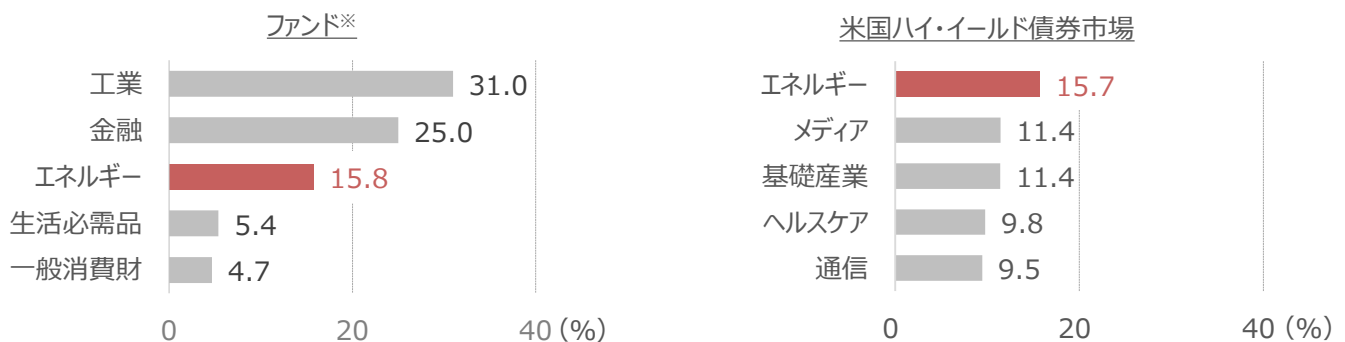 ファンド※
工業 31.0
金融 25.0
エネルギー 15.8
生活必需品 5.4
一般消費財 4.7
0 20 40 (%)
米国ハイ・イールド債券市場
エネルギー 15.7
メディア 11.4
基礎産業 11.4
ヘルスケア 9.8
通信 9.5
0 20 40 (%)